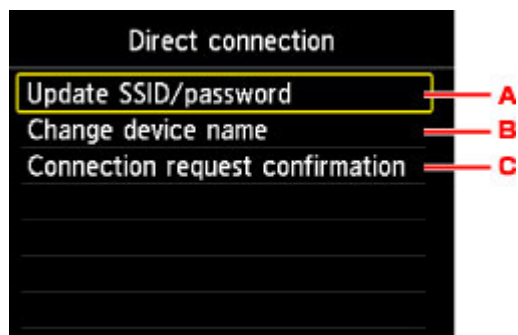 Direct connection
Update SSID/password A
Change device name B
Connection request confirmation C